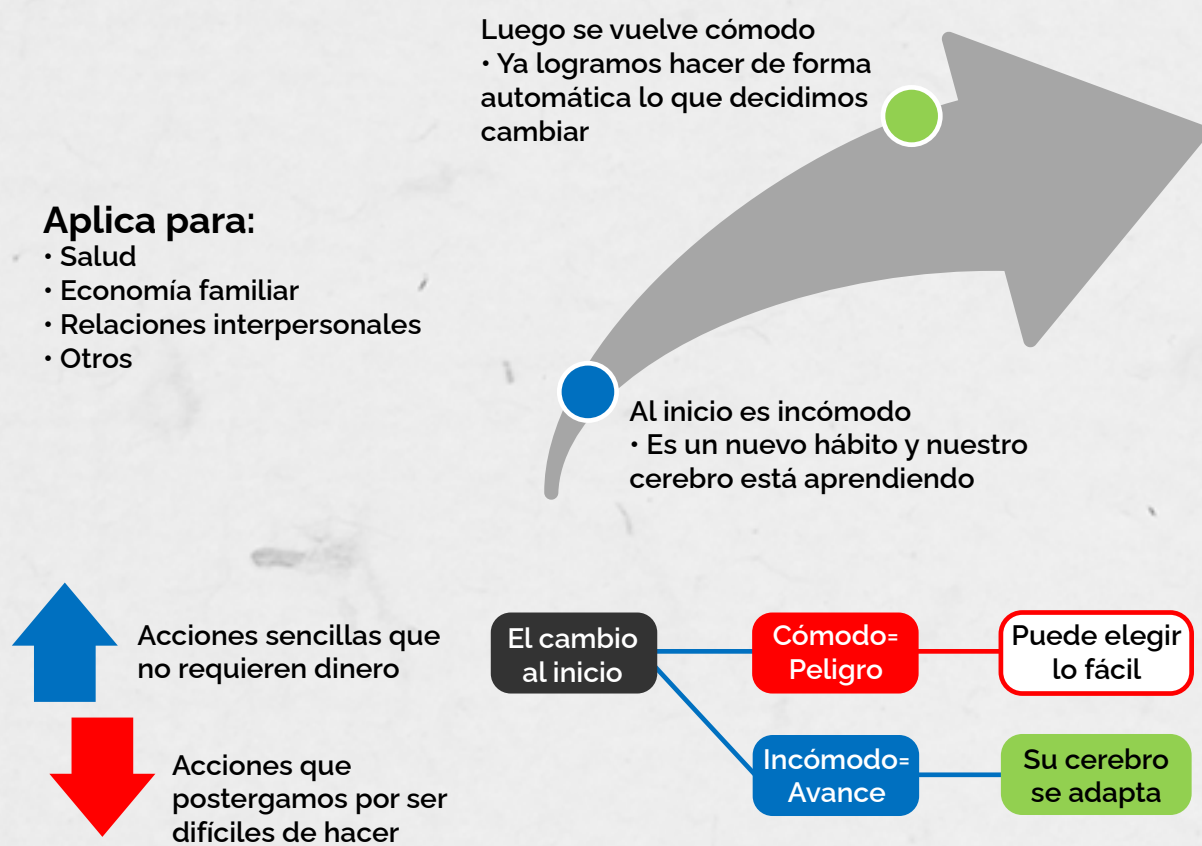 Luego se vuelve cómodo
• Ya logramos hacer de forma
automática lo que decidimos
cambiar
Aplica para:
• Salud
• Economía familiar
• Relaciones interpersonales
• Otros
Al inicio es incómodo
• Es un nuevo hábito y nuestro
cerebro está aprendiendo
Acciones sencillas que
no requieren dinero
Acciones que
postergamos por ser
difíciles de hacer
El cambio
al inicio
Cómodo=
Peligro
Puede elegir
lo fácil
Incómodo=
Avance
Su cerebro
se adapta